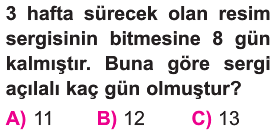 3 hafta sürecek olan resim
sergisinin bitmesine 8 gün
kalmıştır. Buna göre sergi
açılalı kaç gün olmuştur?
A) 11 B) 12 C) 13